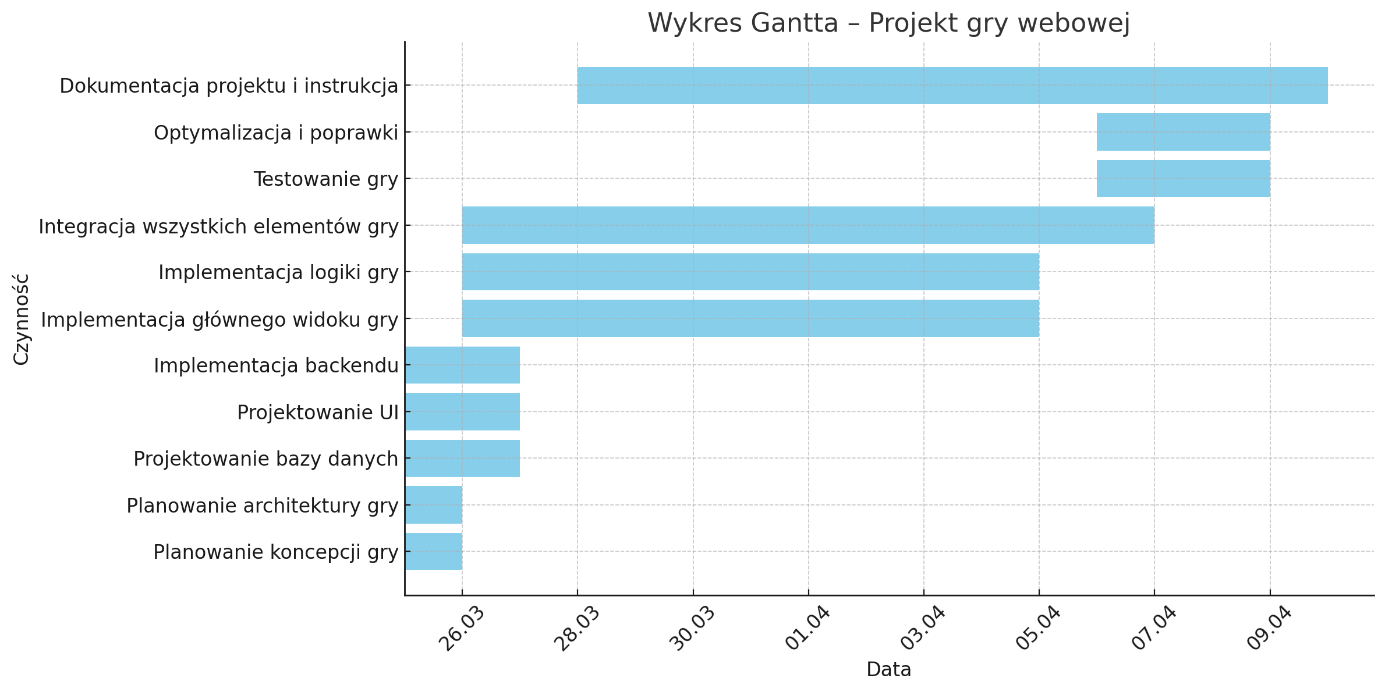 Wykres Gantta – Projekt gry webowej
Dokumentacja projektu i instrukcja
Optymalizacja i poprawki
Testowanie gry
Integracja wszystkich elementów gry
Implementacja logiki gry
Implementacja głównego widoku gry
Implementacja backendu
Projektowanie UI
Projektowanie bazy danych
Planowanie architektury gry
Planowanie koncepcji gry
Czynność
26.03
28.03
30.03
01.04
03.04
05.04
07.04
09.04
Data